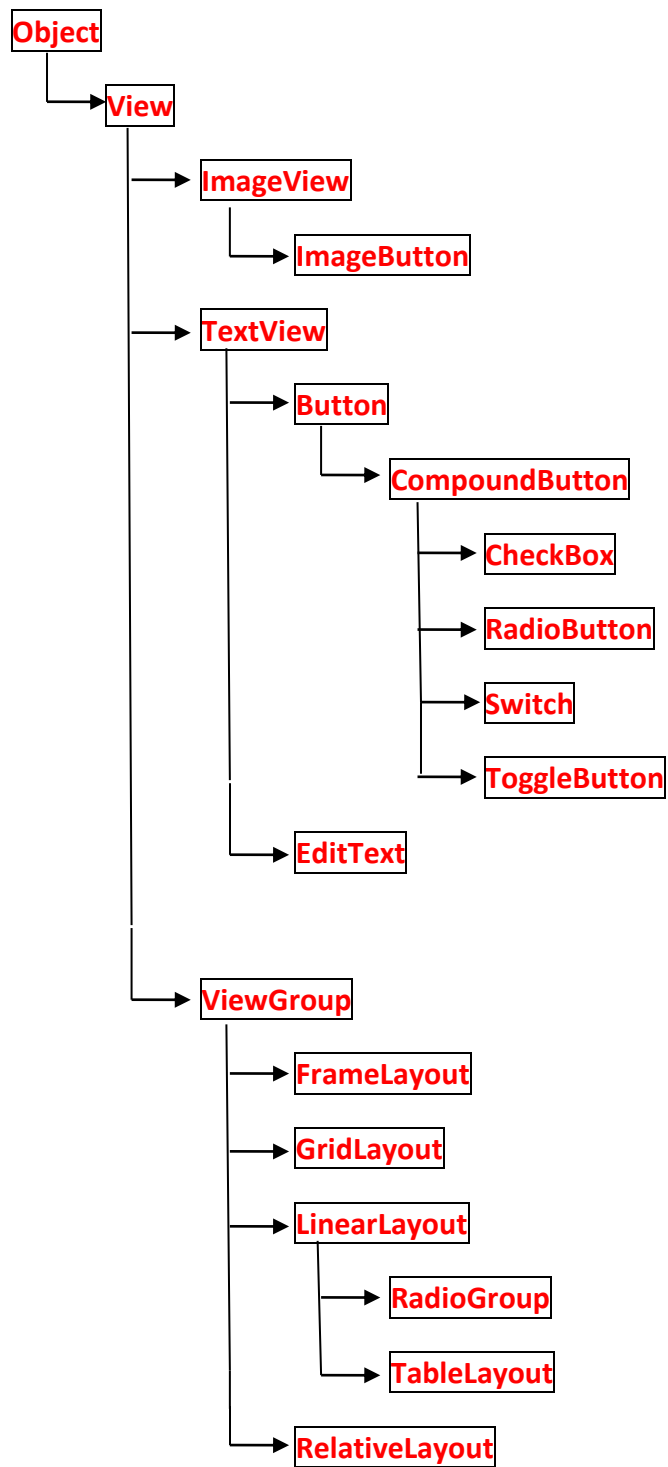 Object
View
ImageView
ImageButton
TextView
Button
CompoundButton
CheckBox
RadioButton
Switch
ToggleButton
EditText
ViewGroup
FrameLayout
GridLayout
LinearLayout
RadioGroup
TableLayout
RelativeLayout